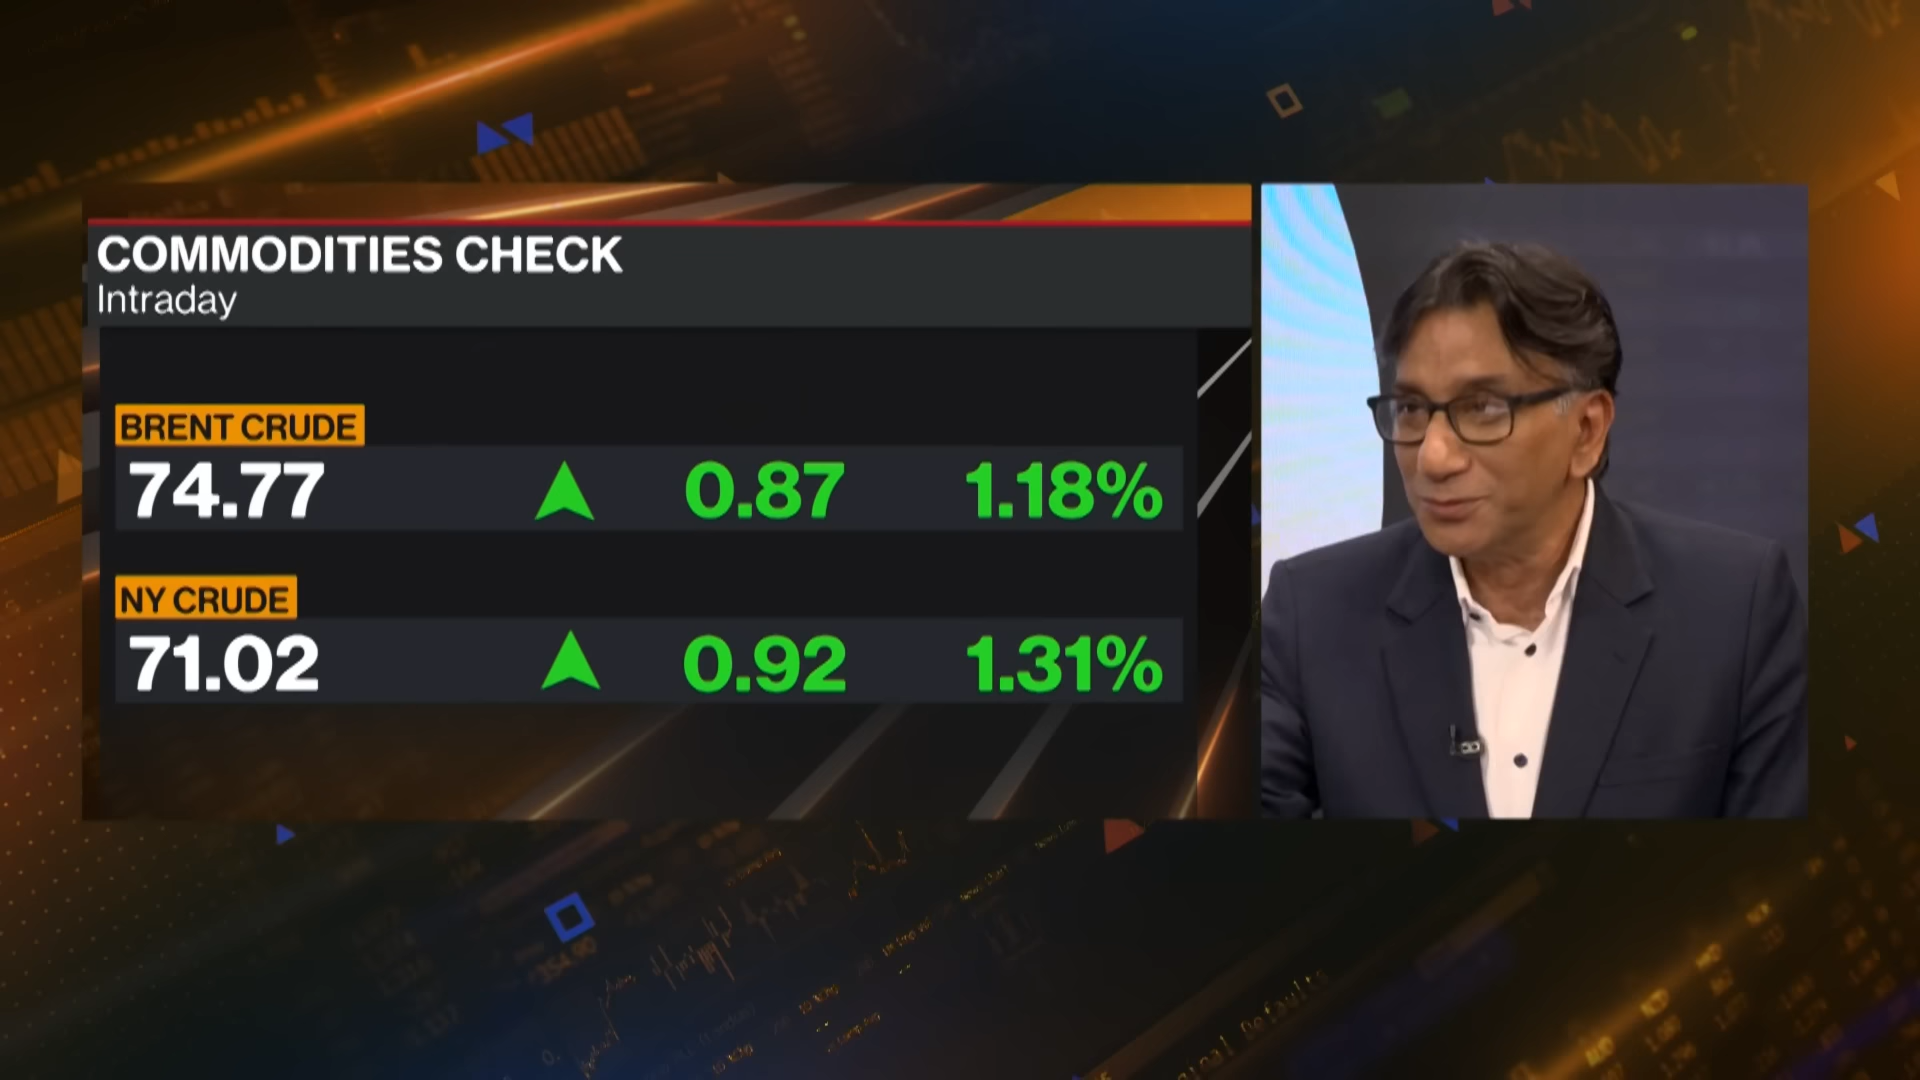 COMMODITIES CHECK
Intraday
BRENT CRUDE
74.77 ▲ 0.87 1.18%
NY CRUDE
71.02 ▲ 0.92 1.31%